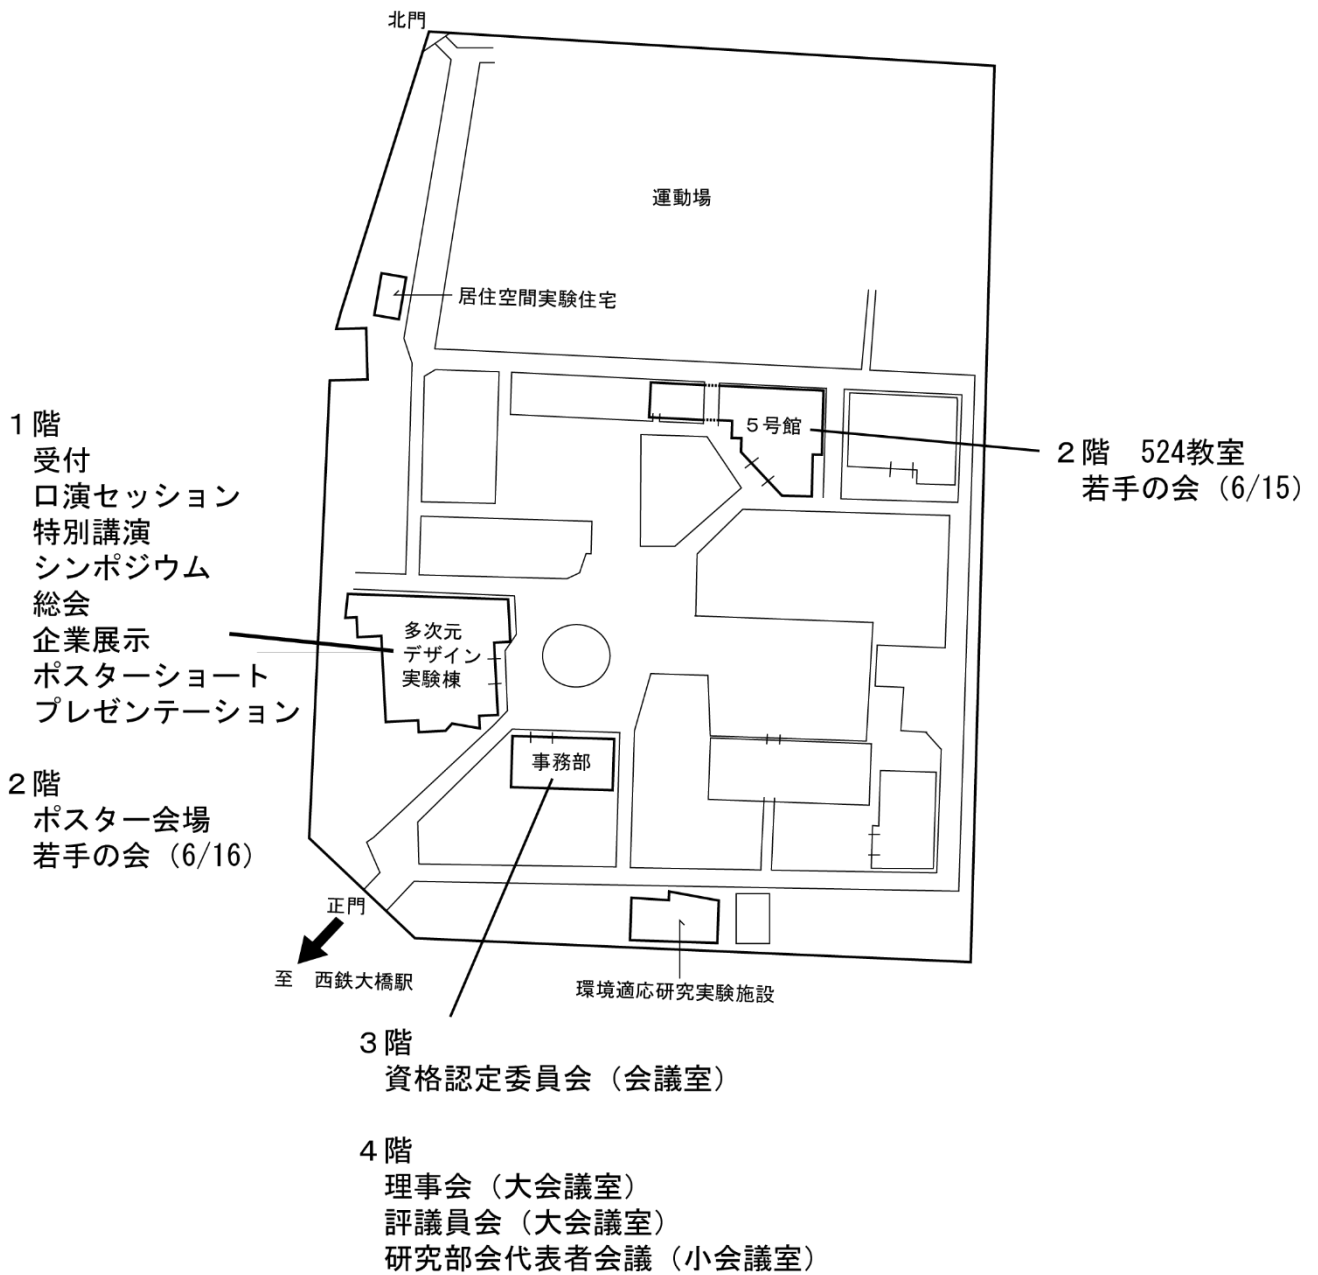 北門
運動場
居住空間実験住宅
１階
受付
口演セッション
特別講演
シンポジウム
総会
企業展示
ポスターショート
プレゼンテーション
２階
ポスター会場
若手の会（6/16）
５号館
２階　524教室
若手の会（6/15）
多次元
デザイン
実験棟
事務部
正門
至　西鉄大橋駅
環境適応研究実験施設
３階
資格認定委員会（会議室）
４階
理事会（大会議室）
評議員会（大会議室）
研究部会代表者会議（小会議室）